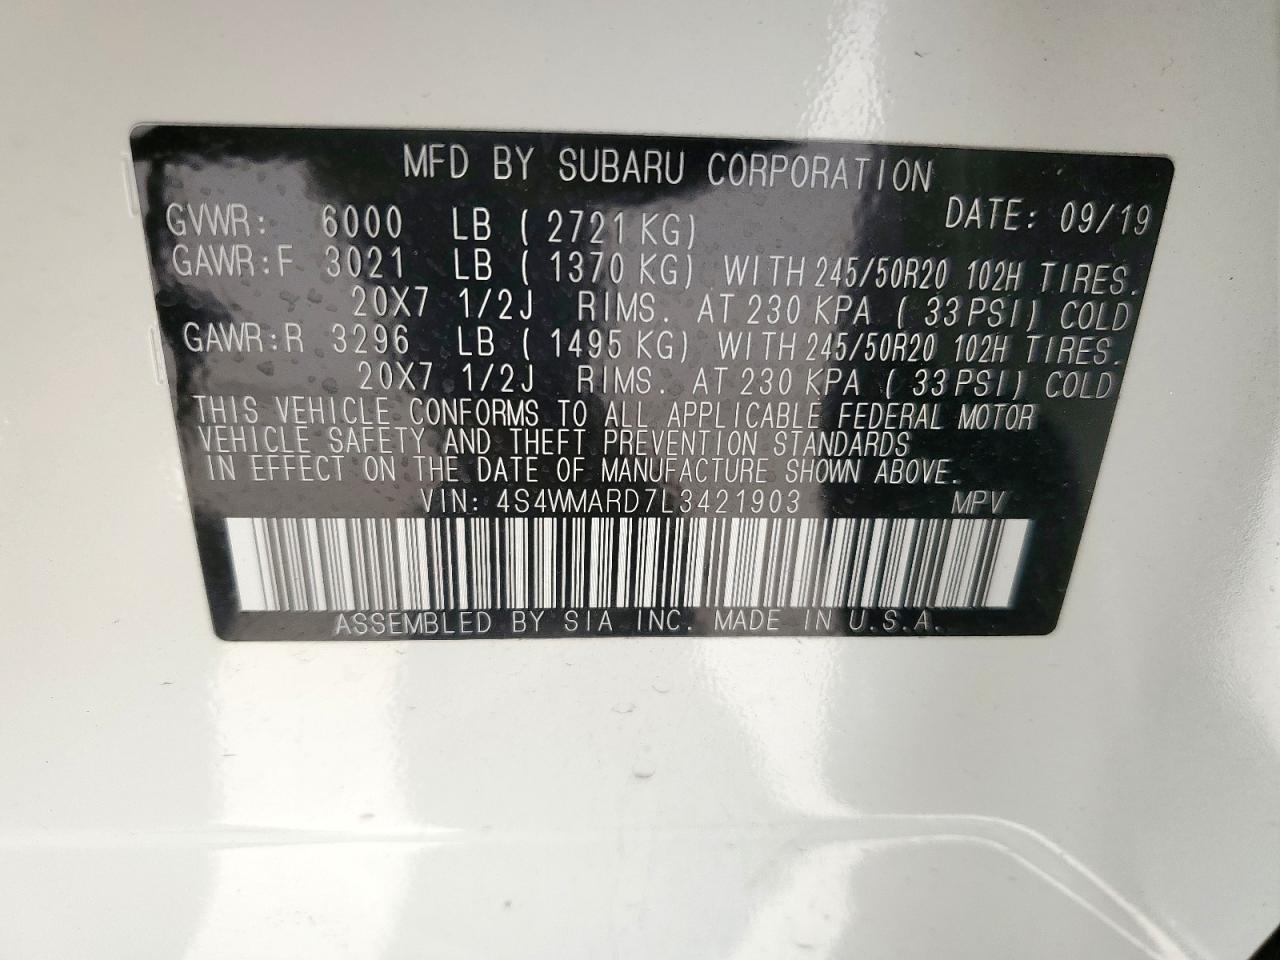 MFD BY SUBARU CORPORATION
DATE: 09/19
GVWR: 6000 LB ( 2721 KG)
GAWR:F 3021 LB ( 1370 KG) WITH 245/50R20 102H TIRES.
20X7 1/2J RIMS. AT 230 KPA ( 33 PSI) COLD
GAWR:R 3296 LB ( 1495 KG) WITH 245/50R20 102H TIRES.
20X7 1/2J RIMS. AT 230 KPA ( 33 PSI) COLD
THIS VEHICLE CONFORMS TO ALL APPLICABLE FEDERAL MOTOR
VEHICLE SAFETY AND THEFT PREVENTION STANDARDS
IN EFFECT ON THE DATE OF MANUFACTURE SHOWN ABOVE.
VIN: 4S4WMARD7L3421903 MPV
ASSEMBLED BY SIA INC. MADE IN U.S.A.